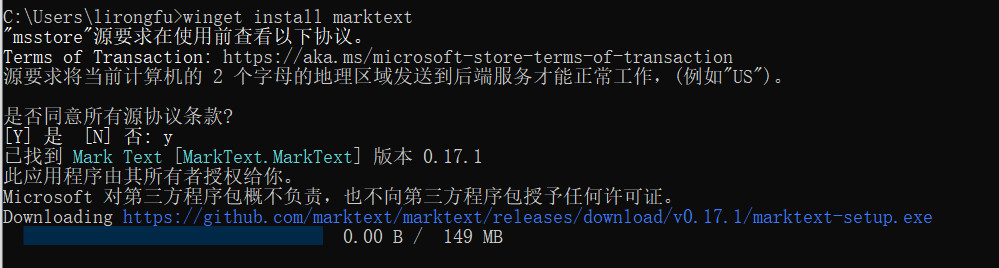 C:\Users\lirongfu>winget install marktext
"msstore"源要求在使用前查看以下协议。
Terms of Transaction: https://aka.ms/microsoft-store-terms-of-transaction
源要求将当前计算机的 2 个字母的地理区域发送到后端服务才能正常工作，(例如"US")。
是否同意所有源协议条款?
[Y] 是  [N] 否: y
已找到 Mark Text [MarkText.MarkText] 版本 0.17.1
此应用程序由其所有者授权给你。
Microsoft 对第三方程序包概不负责，也不向第三方程序包授予任何许可证。
Downloading https://github.com/marktext/marktext/releases/download/v0.17.1/marktext-setup.exe
0.00 B /  149 MB